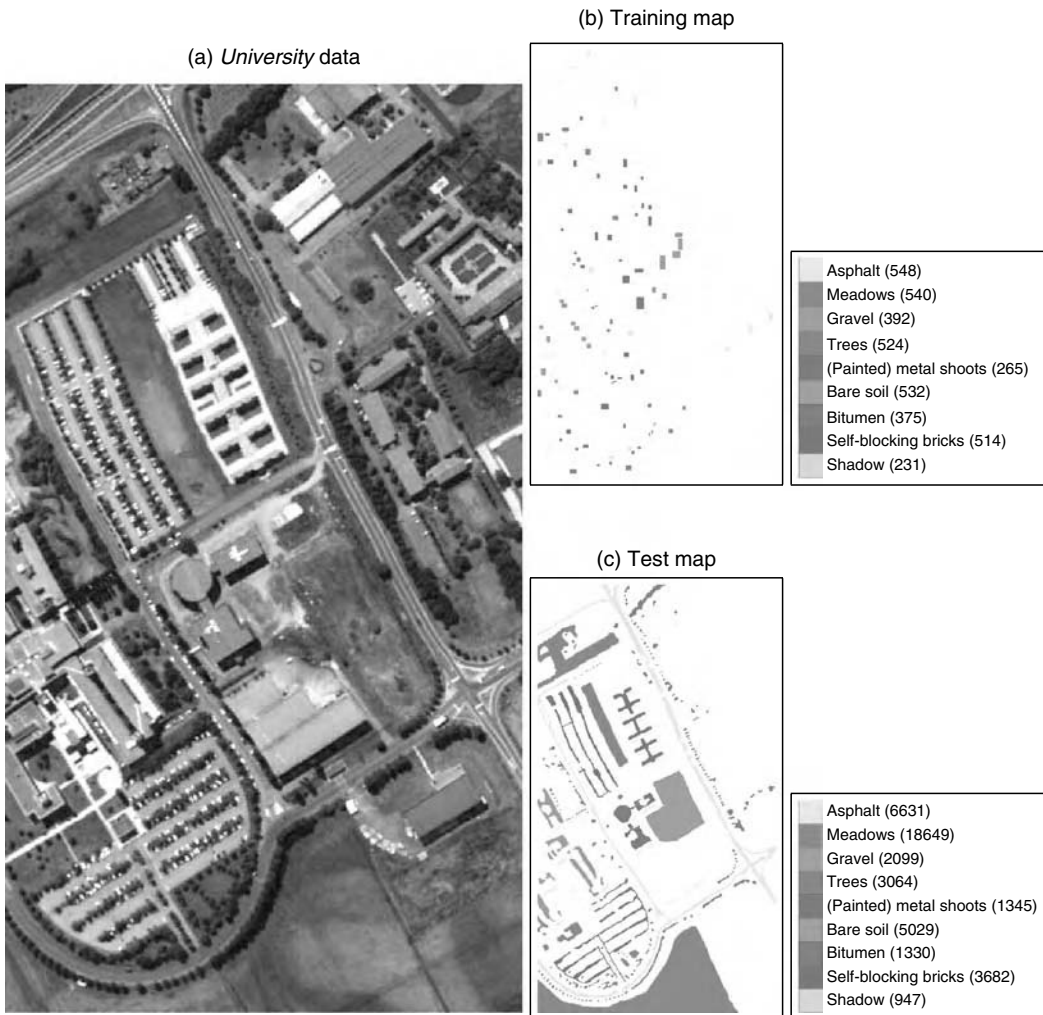 (a) University data
(b) Training map
Asphalt (548)
Meadows (540)
Gravel (392)
Trees (524)
(Painted) metal shoots (265)
Bare soil (532)
Bitumen (375)
Self-blocking bricks (514)
Shadow (231)
(c) Test map
Asphalt (6631)
Meadows (18649)
Gravel (2099)
Trees (3064)
(Painted) metal shoots (1345)
Bare soil (5029)
Bitumen (1330)
Self-blocking bricks (3682)
Shadow (947)